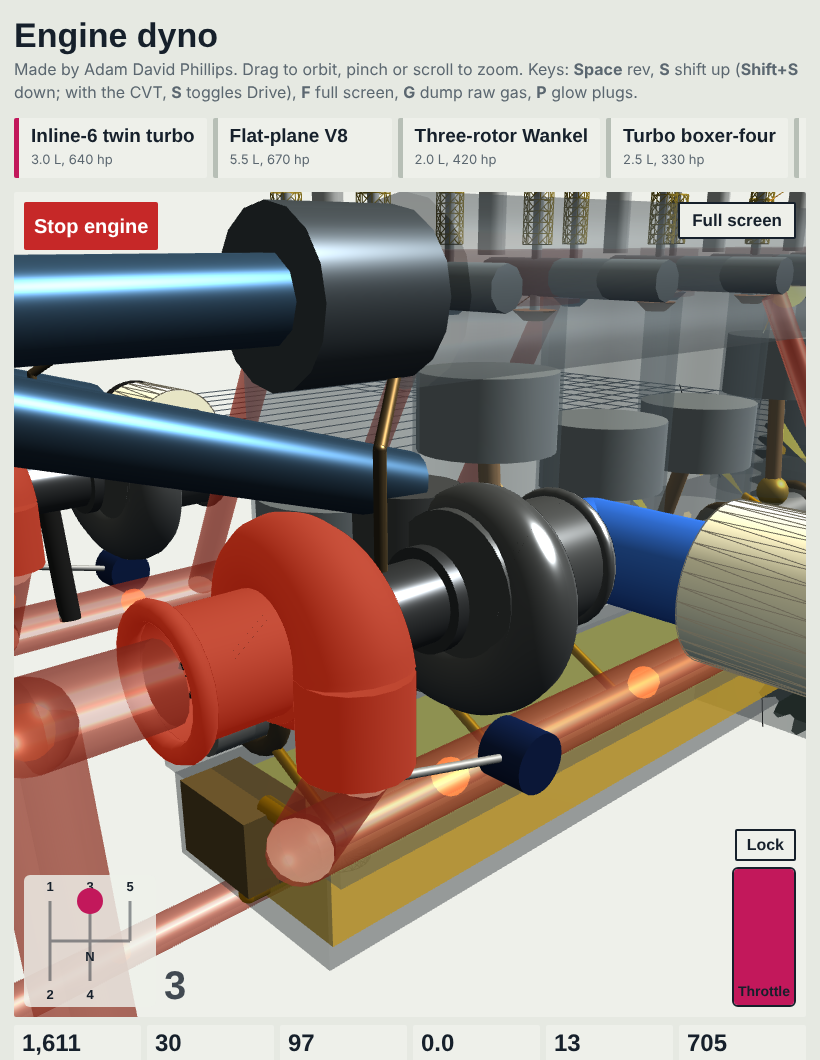 Engine dyno
Made by Adam David Phillips. Drag to orbit, pinch or scroll to zoom. Keys: Space rev, S shift up (Shift+S
down; with the CVT, S toggles Drive), F full screen, G dump raw gas, P glow plugs.
Inline-6 twin turbo
3.0 L, 640 hp
Flat-plane V8
5.5 L, 670 hp
Three-rotor Wankel
2.0 L, 420 hp
Turbo boxer-four
2.5 L, 330 hp
Stop engine
Full screen
Lock
Throttle
1 3 5
N
2 4
3
1,611 30 97 0.0 13 705